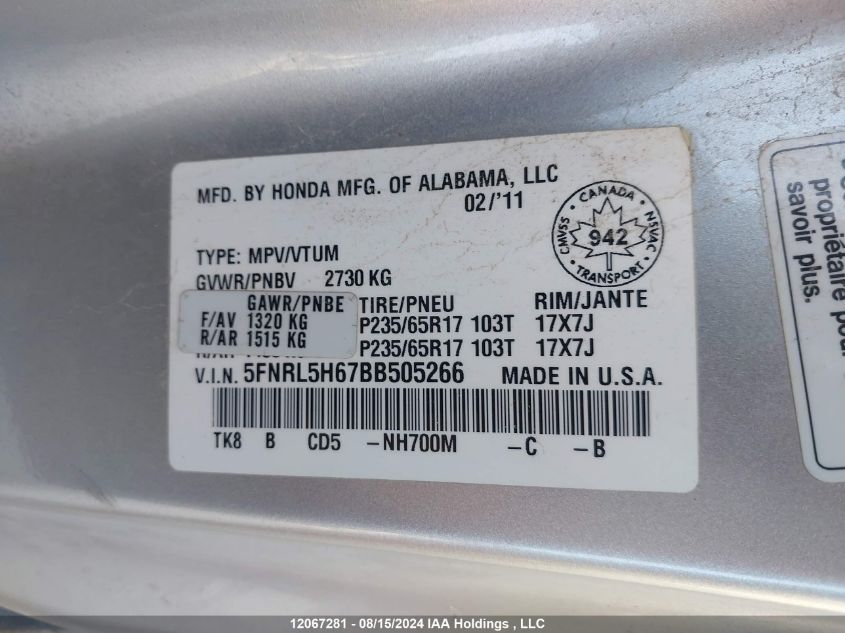 MFD. BY HONDA MFG. OF ALABAMA, LLC
02/'11
CANADA
CMVSS 942 NSVAC
TRANSPORT
TYPE: MPV/VTUM
GVWR/PNBV 2730 KG
GAWR/PNBE TIRE/PNEU RIM/JANTE
F/AV 1320 KG P235/65R17 103T 17X7J
R/AR 1515 KG P235/65R17 103T 17X7J
V.I.N. 5FNRL5H67BB505266 MADE IN U.S.A.
TK8 B CD5 -NH700M -C -B
propriétaire pour
savoir plus.
12067281 - 08/15/2024 IAA Holdings , LLC